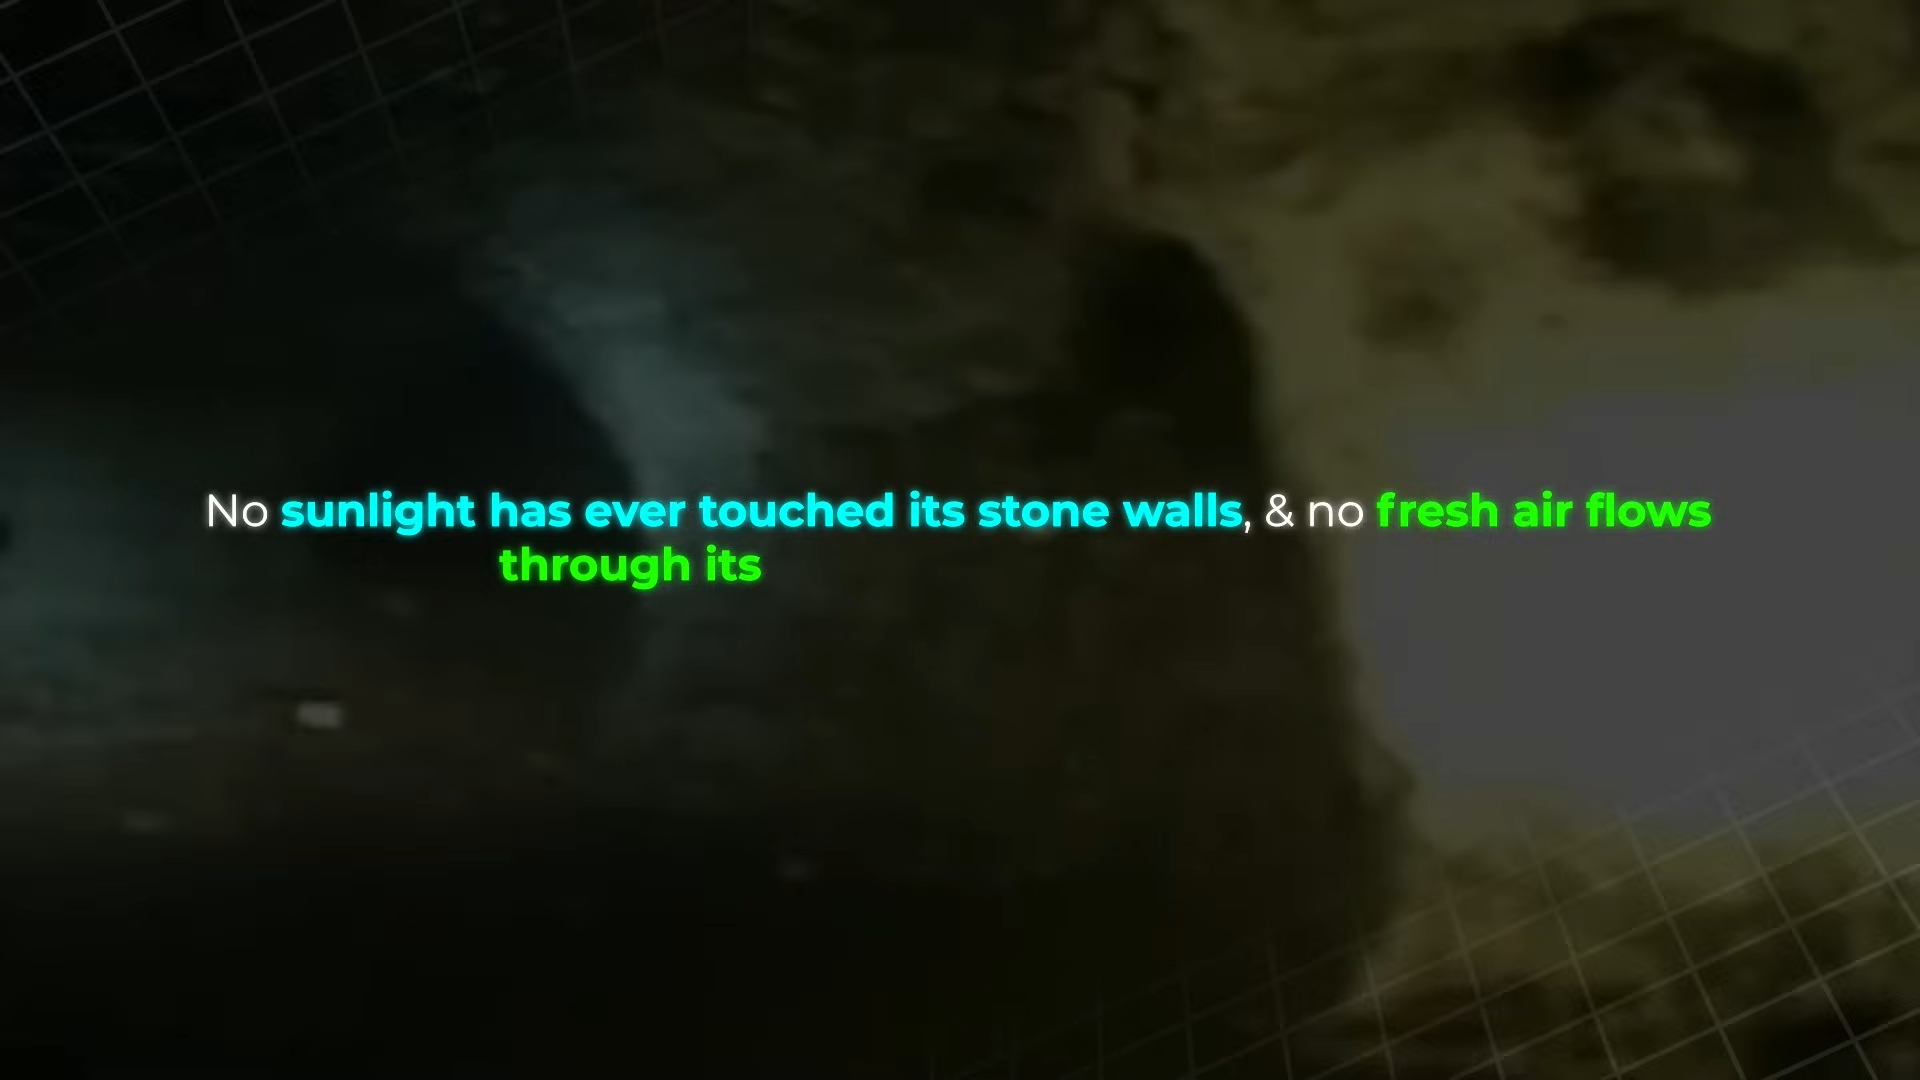 No sunlight has ever touched its stone walls, & no fresh air flows
through its